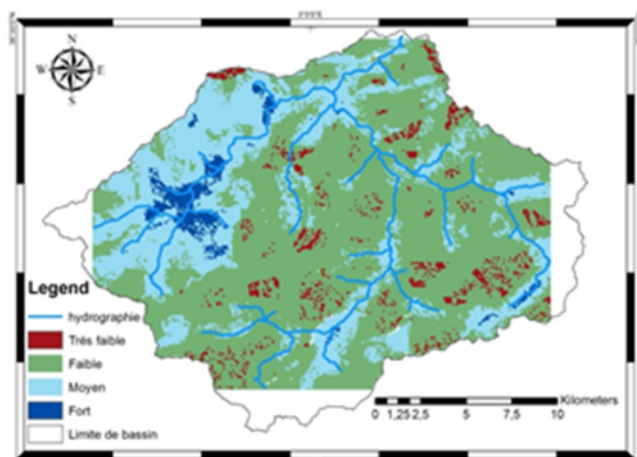 N
W E
S
Legend
hydrographie
Trés faible
Faible
Moyen
Fort
Limite de bassin
Kilometers
0 1,25 2,5 5 7,5 10